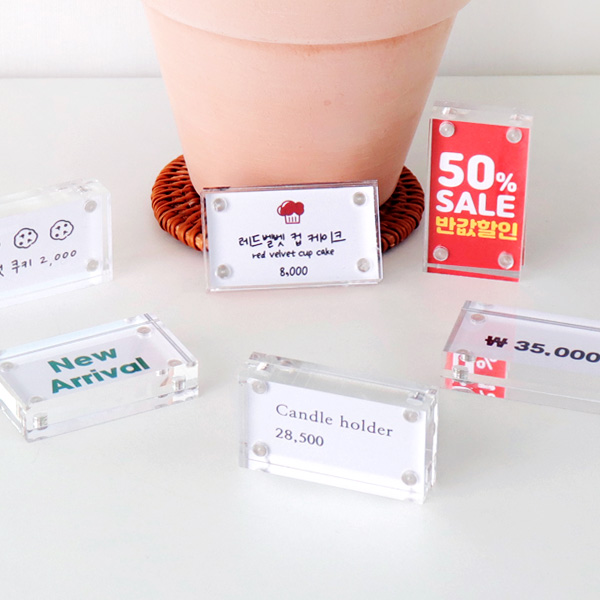 50%
SALE
반값할인
레드벨벳 컵 케이크
red velvet cup cake
8,000
쿠키 2,000
₩ 35.000
New
Arrival
Candle holder
28,500